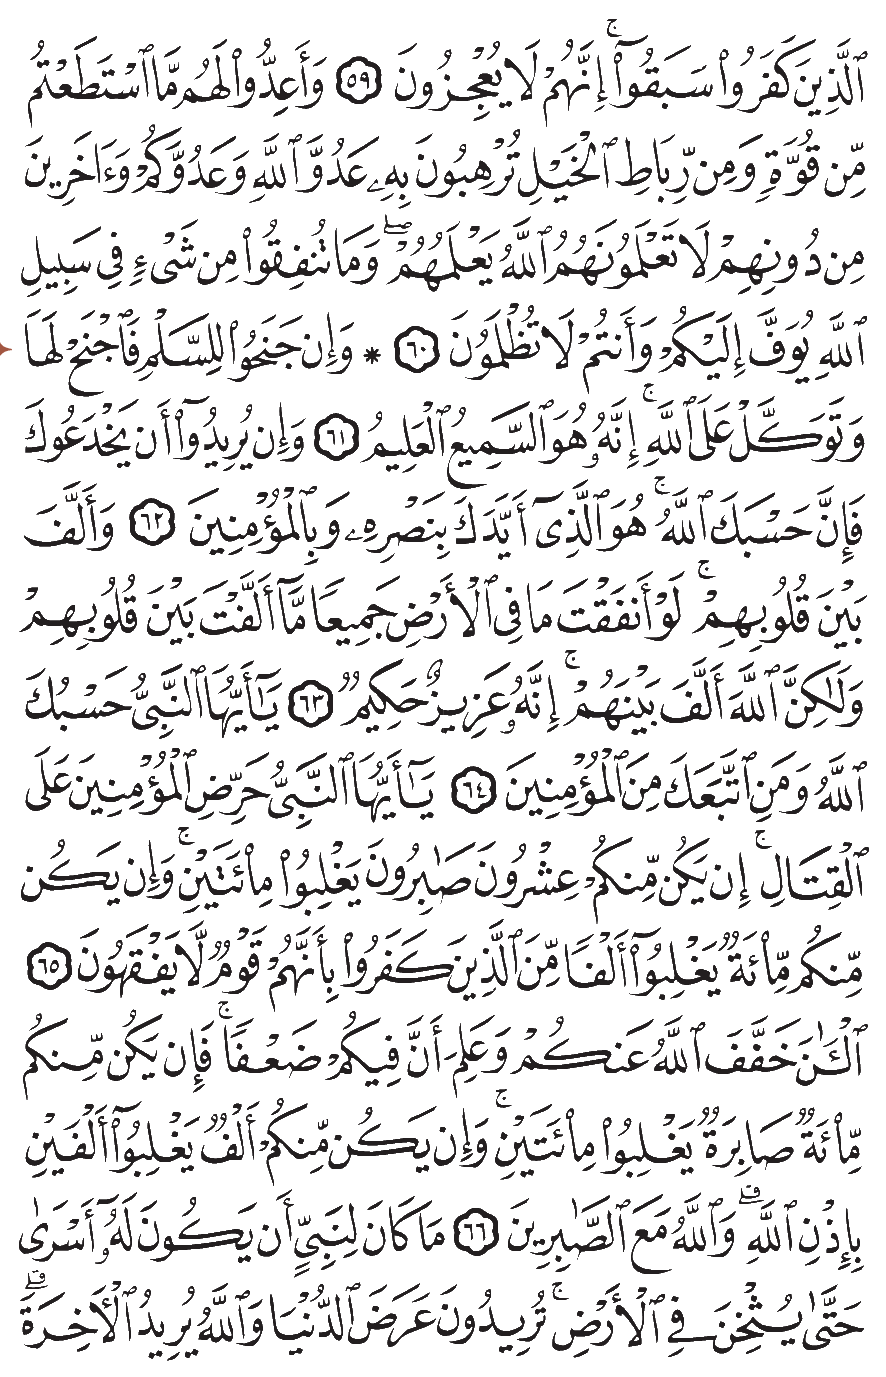 ٱلَّذِينَ كَفَرُوا۟ سَبَقُوٓا۟ۚ إِنَّهُمْ لَا يُعْجِزُونَ ٥٩ وَأَعِدُّوا۟ لَهُم مَّا ٱسْتَطَعْتُم
مِّن قُوَّةٍ وَمِن رِّبَاطِ ٱلْخَيْلِ تُرْهِبُونَ بِهِۦ عَدُوَّ ٱللَّهِ وَعَدُوَّكُمْ وَءَاخَرِينَ
مِن دُونِهِمْ لَا تَعْلَمُونَهُمُ ٱللَّهُ يَعْلَمُهُمْۖ وَمَا تُنفِقُوا۟ مِن شَىْءٍ فِى سَبِيلِ
ٱللَّهِ يُوَفَّ إِلَيْكُمْ وَأَنتُمْ لَا تُظْلَمُونَ ٦٠ * وَإِن جَنَحُوا۟ لِلسَّلْمِ فَٱجْنَحْ لَهَا
وَتَوَكَّلْ عَلَى ٱللَّهِۚ إِنَّهُۥ هُوَ ٱلسَّمِيعُ ٱلْعَلِيمُ ٦١ وَإِن يُرِيدُوٓا۟ أَن يَخْدَعُوكَ
فَإِنَّ حَسْبَكَ ٱللَّهُۚ هُوَ ٱلَّذِىٓ أَيَّدَكَ بِنَصْرِهِۦ وَبِٱلْمُؤْمِنِينَ ٦٢ وَأَلَّفَ
بَيْنَ قُلُوبِهِمْۚ لَوْ أَنفَقْتَ مَا فِى ٱلْأَرْضِ جَمِيعًا مَّآ أَلَّفْتَ بَيْنَ قُلُوبِهِمْ
وَلَـٰكِنَّ ٱللَّهَ أَلَّفَ بَيْنَهُمْۚ إِنَّهُۥ عَزِيزٌ حَكِيمٌ ٦٣ يَـٰٓأَيُّهَا ٱلنَّبِىُّ حَسْبُكَ
ٱللَّهُ وَمَنِ ٱتَّبَعَكَ مِنَ ٱلْمُؤْمِنِينَ ٦٤ يَـٰٓأَيُّهَا ٱلنَّبِىُّ حَرِّضِ ٱلْمُؤْمِنِينَ عَلَى
ٱلْقِتَالِۚ إِن يَكُن مِّنكُمْ عِشْرُونَ صَـٰبِرُونَ يَغْلِبُوا۟ مِا۟ئَتَيْنِۚ وَإِن يَكُن
مِّنكُم مِّا۟ئَةٌ يَغْلِبُوٓا۟ أَلْفًا مِّنَ ٱلَّذِينَ كَفَرُوا۟ بِأَنَّهُمْ قَوْمٌ لَّا يَفْقَهُونَ ٦٥
ٱلْـَٔـٰنَ خَفَّفَ ٱللَّهُ عَنكُمْ وَعَلِمَ أَنَّ فِيكُمْ ضَعْفًاۚ فَإِن يَكُن مِّنكُم
مِّا۟ئَةٌ صَابِرَةٌ يَغْلِبُوا۟ مِا۟ئَتَيْنِۚ وَإِن يَكُن مِّنكُمْ أَلْفٌ يَغْلِبُوٓا۟ أَلْفَيْنِ
بِإِذْنِ ٱللَّهِۗ وَٱللَّهُ مَعَ ٱلصَّـٰبِرِينَ ٦٦ مَا كَانَ لِنَبِىٍّ أَن يَكُونَ لَهُۥٓ أَسْرَىٰ
حَتَّىٰ يُثْخِنَ فِى ٱلْأَرْضِۚ تُرِيدُونَ عَرَضَ ٱلدُّنْيَا وَٱللَّهُ يُرِيدُ ٱلْـَٔاخِرَةَۗ